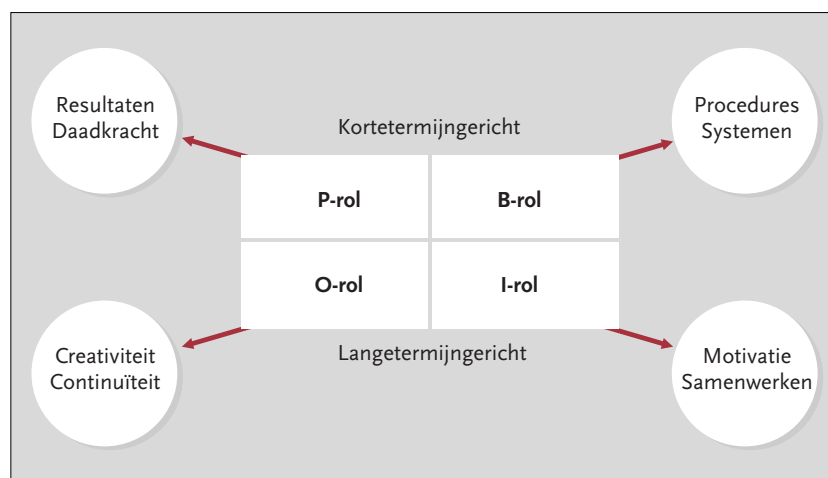 Resultaten
Daadkracht
Procedures
Systemen
Kortetermijngericht
P-rol
B-rol
O-rol
I-rol
Langetermijngericht
Creativiteit
Continuïteit
Motivatie
Samenwerken